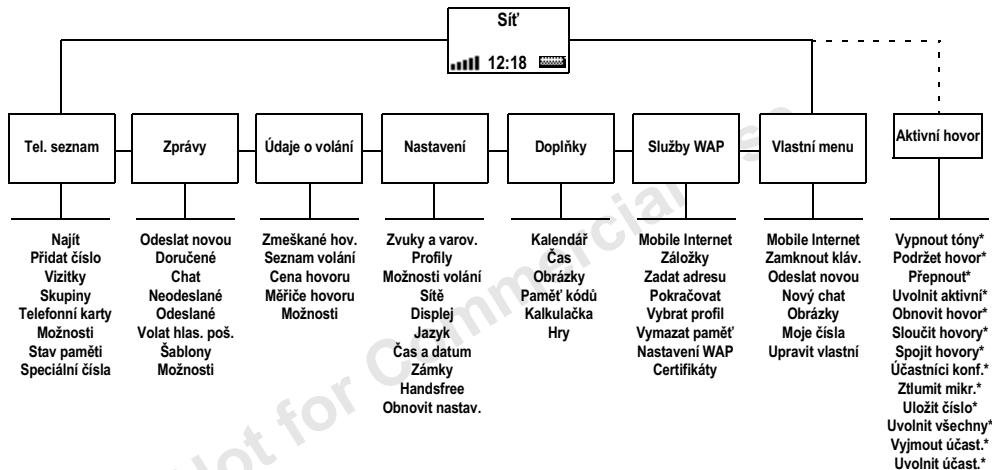 Síť
12:18
Tel. seznam
Zprávy
Údaje o volání
Nastavení
Doplňky
Služby WAP
Vlastní menu
Aktivní hovor
Najít
Přidat číslo
Vizitky
Skupiny
Telefonní karty
Možnosti
Stav paměti
Speciální čísla
Odeslat novou
Doručené
Chat
Neodeslané
Odeslané
Volat hlas. poš.
Šablony
Možnosti
Zmeškané hov.
Seznam volání
Cena hovoru
Měřiče hovoru
Možnosti
Zvuky a varov.
Profily
Možnosti volání
Sítě
Displej
Jazyk
Čas a datum
Zámky
Handsfree
Obnovit nastav.
Kalendář
Čas
Obrázky
Paměť kódů
Kalkulačka
Hry
Mobile Internet
Záložky
Zadat adresu
Pokračovat
Vybrat profil
Vymazat paměť
Nastavení WAP
Certifikáty
Mobile Internet
Zamknout kláv.
Odeslat novou
Nový chat
Obrázky
Moje čísla
Upravit vlastní
Vypnout tóny*
Podržet hovor*
Přepnout*
Uvolnit aktivní*
Obnovit hovor*
Sloučit hovory*
Spojit hovory*
Účastníci konf.*
Ztlumit mikr.*
Uložit číslo*
Uvolnit všechny*
Vyjmout účast.*
Uvolnit účast.*
for Commercial